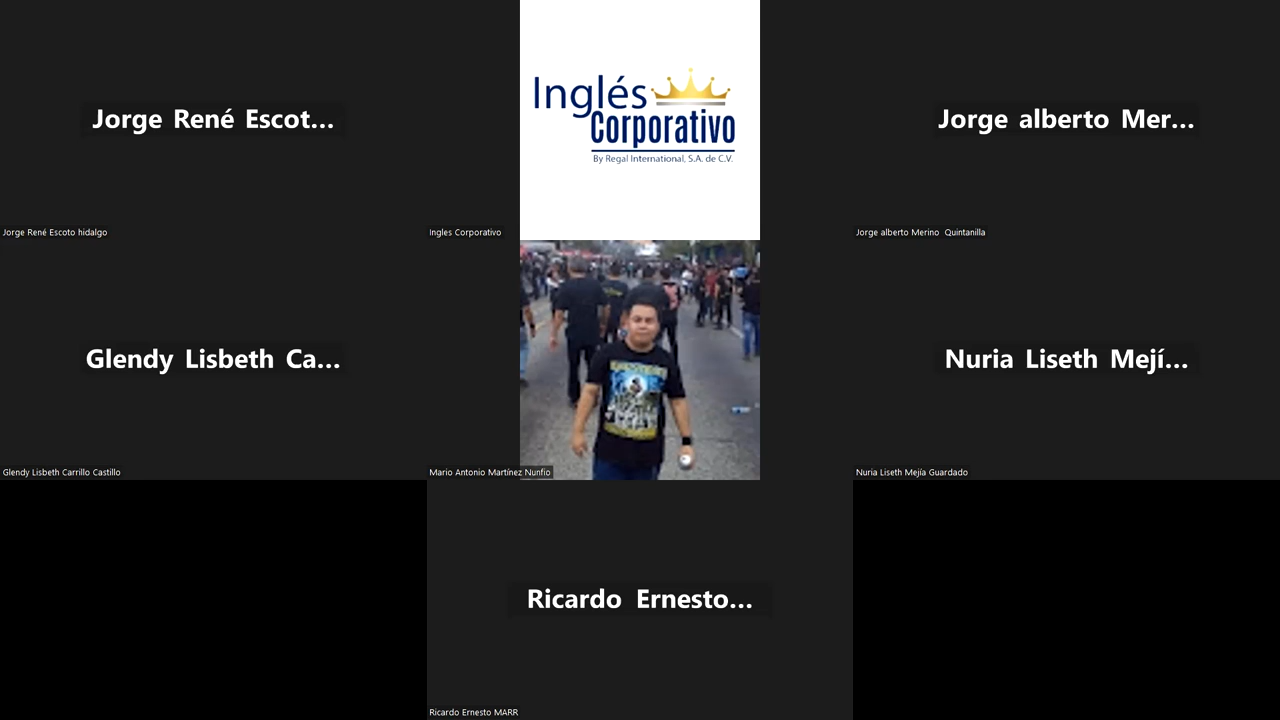 Jorge René Escot...
Inglés
Corporativo
By Regal International, S.A. de C.V.
Jorge alberto Mer...
Jorge René Escoto hidalgo
Ingles Corporativo
Jorge alberto Merino Quintanilla
Glendy Lisbeth Ca...
Nuria Liseth Mejí...
Glendy Lisbeth Carrillo Castillo
Mario Antonio Martínez Nunfio
Nuria Liseth Mejía Guardado
Ricardo Ernesto...
Ricardo Ernesto MARR